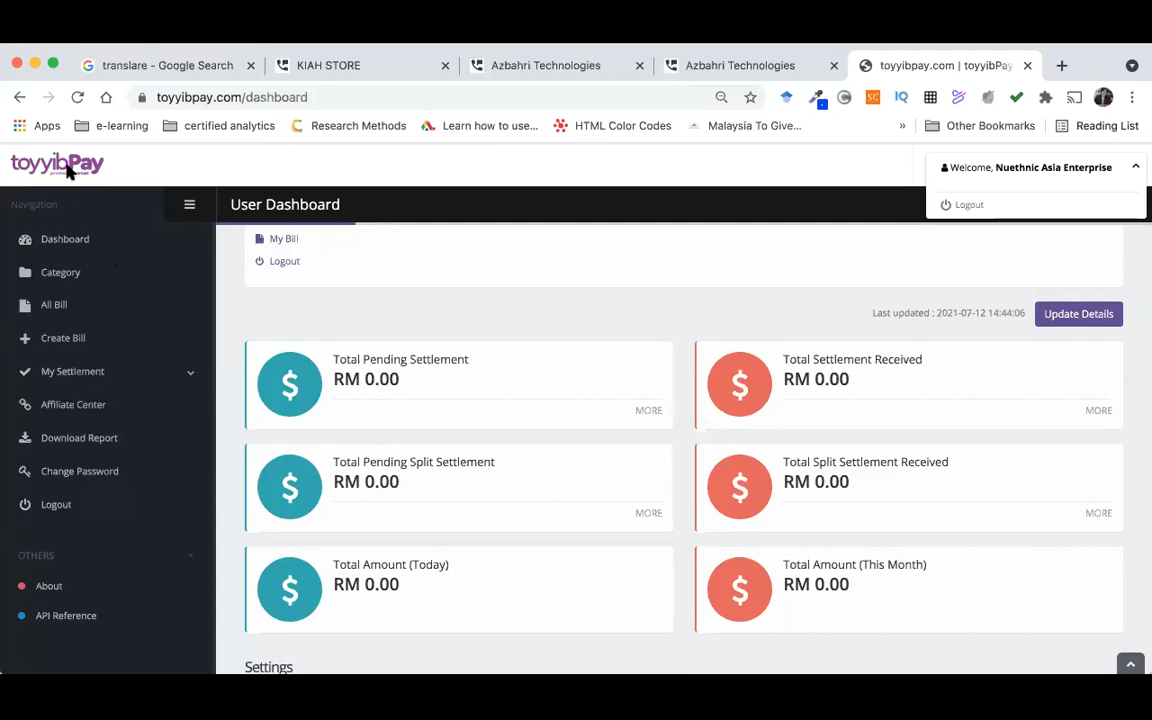 translare - Google Search
KIAH STORE
Azbahri Technologies
Azbahri Technologies
toyyibpay.com | toyyibPay
toyyibpay.com/dashboard
Apps
e-learning
certified analytics
Research Methods
Learn how to use...
HTML Color Codes
Malaysia To Give...
»
Other Bookmarks
Reading List
toyyibPay
Welcome, Nuethnic Asia Enterprise
Logout
Navigation
User Dashboard
Dashboard
Category
All Bill
Create Bill
My Settlement
Affiliate Center
Download Report
Change Password
Logout
OTHERS
About
API Reference
My Bill
Logout
Last updated : 2021-07-12 14:44:06
Update Details
Total Pending Settlement
RM 0.00
MORE
Total Settlement Received
RM 0.00
MORE
Total Pending Split Settlement
RM 0.00
MORE
Total Split Settlement Received
RM 0.00
MORE
Total Amount (Today)
RM 0.00
Total Amount (This Month)
RM 0.00
Settings